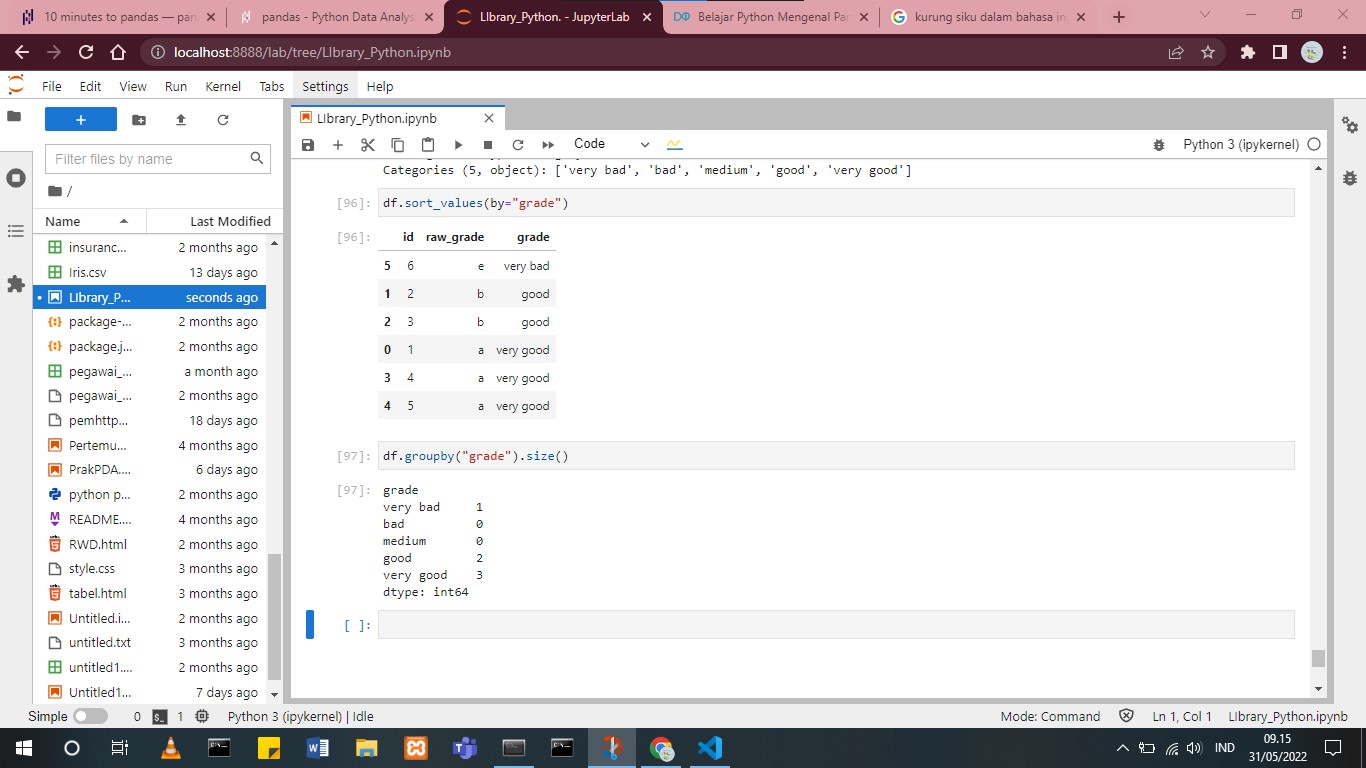 10 minutes to pandas — pan
pandas - Python Data Analys
LIbrary_Python. - JupyterLab
Belajar Python Mengenal Pan
kurung siku dalam bahasa in
localhost:8888/lab/tree/LIbrary_Python.ipynb
File Edit View Run Kernel Tabs Settings Help
Filter files by name
/
Name Last Modified
insuranc... 2 months ago
Iris.csv 13 days ago
LIbrary_P... seconds ago
package-... 2 months ago
package.j... 2 months ago
pegawai_... a month ago
pegawai_... 2 months ago
pemhttp... 18 days ago
Pertemu... 4 months ago
PrakPDA.... 6 days ago
python p... 2 months ago
README.... 4 months ago
RWD.html 2 months ago
style.css 3 months ago
tabel.html 3 months ago
Untitled.i... 2 months ago
untitled.txt 3 months ago
untitled1.... 2 months ago
Untitled1... 7 days ago
LIbrary_Python.ipynb
Code
Python 3 (ipykernel)
Categories (5, object): ['very bad', 'bad', 'medium', 'good', 'very good']
[96]: df.sort_values(by="grade")
[96]: id raw_grade grade
5 6 e very bad
1 2 b good
2 3 b good
0 1 a very good
3 4 a very good
4 5 a very good
[97]: df.groupby("grade").size()
[97]: grade
very bad 1
bad 0
medium 0
good 2
very good 3
dtype: int64
[ ]:
Simple 0 1 Python 3 (ipykernel) | Idle
Mode: Command Ln 1, Col 1 LIbrary_Python.ipynb
IND
09.15
31/05/2022